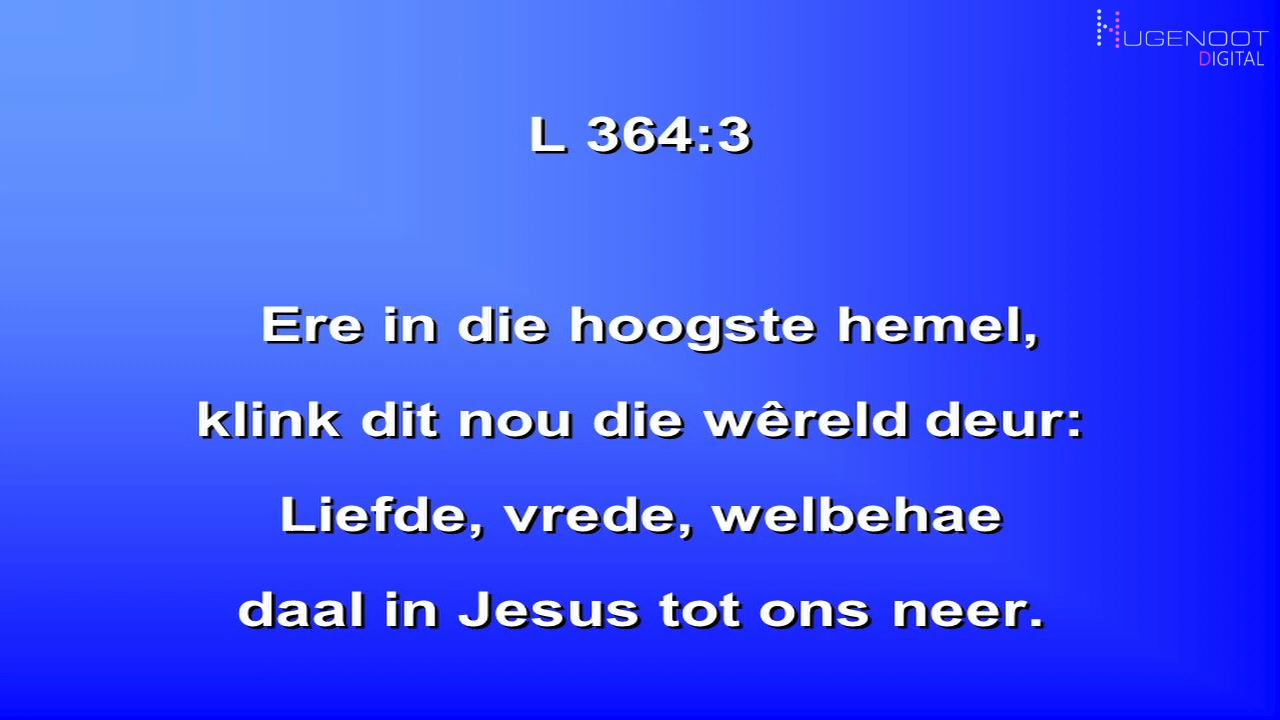 HUGENOOT
DIGITAL
L 364:3
Ere in die hoogste hemel,
klink dit nou die wêreld deur:
Liefde, vrede, welbehae
daal in Jesus tot ons neer.